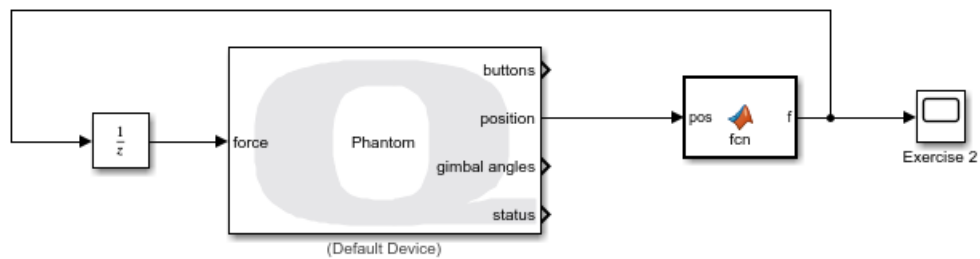 buttons
position
gimbal angles
status
force
Phantom
(Default Device)
1
z
pos
f
fcn
Exercise 2